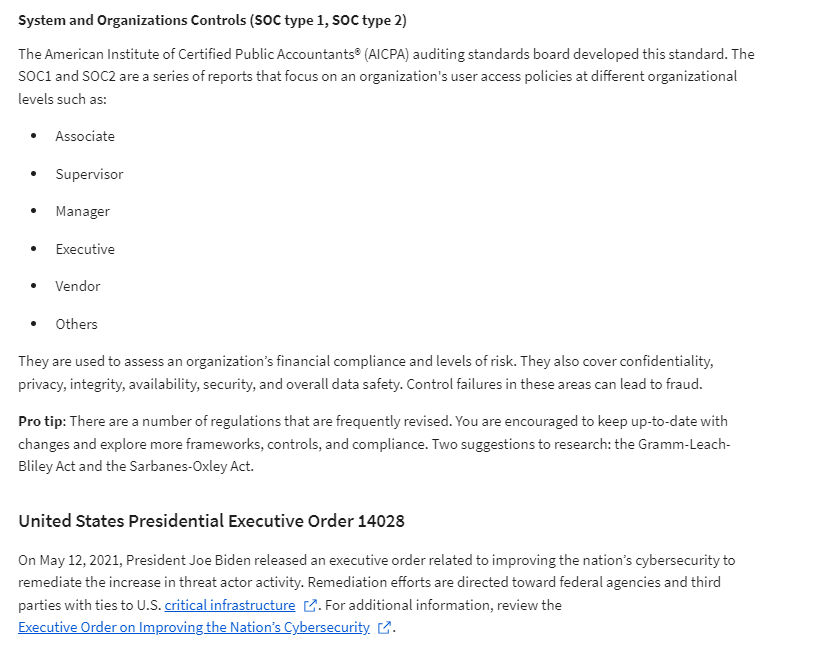 System and Organizations Controls (SOC type 1, SOC type 2)
The American Institute of Certified Public Accountants® (AICPA) auditing standards board developed this standard. The
SOC1 and SOC2 are a series of reports that focus on an organization's user access policies at different organizational
levels such as:
• Associate
• Supervisor
• Manager
• Executive
• Vendor
• Others
They are used to assess an organization’s financial compliance and levels of risk. They also cover confidentiality,
privacy, integrity, availability, security, and overall data safety. Control failures in these areas can lead to fraud.
Pro tip: There are a number of regulations that are frequently revised. You are encouraged to keep up-to-date with
changes and explore more frameworks, controls, and compliance. Two suggestions to research: the Gramm-Leach-
Bliley Act and the Sarbanes-Oxley Act.
United States Presidential Executive Order 14028
On May 12, 2021, President Joe Biden released an executive order related to improving the nation’s cybersecurity to
remediate the increase in threat actor activity. Remediation efforts are directed toward federal agencies and third
parties with ties to U.S. critical infrastructure. For additional information, review the
Executive Order on Improving the Nation’s Cybersecurity.